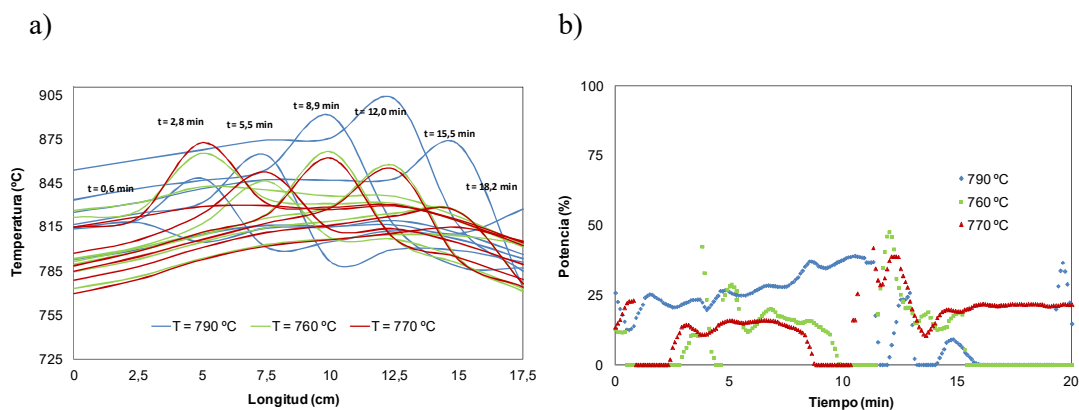 a)
b)
905
875
845
815
785
755
725
Temperatura (ºC)
t = 0,6 min
t = 2,8 min
t = 5,5 min
t = 8,9 min
t = 12,0 min
t = 15,5 min
t = 18,2 min
T = 790 ºC
T = 760 ºC
T = 770 ºC
0 2,5 5 7,5 10 12,5 15 17,5
Longitud (cm)
100
75
50
25
0
Potencia (%)
790 ºC
760 ºC
770 ºC
0 5 10 15 20
Tiempo (min)